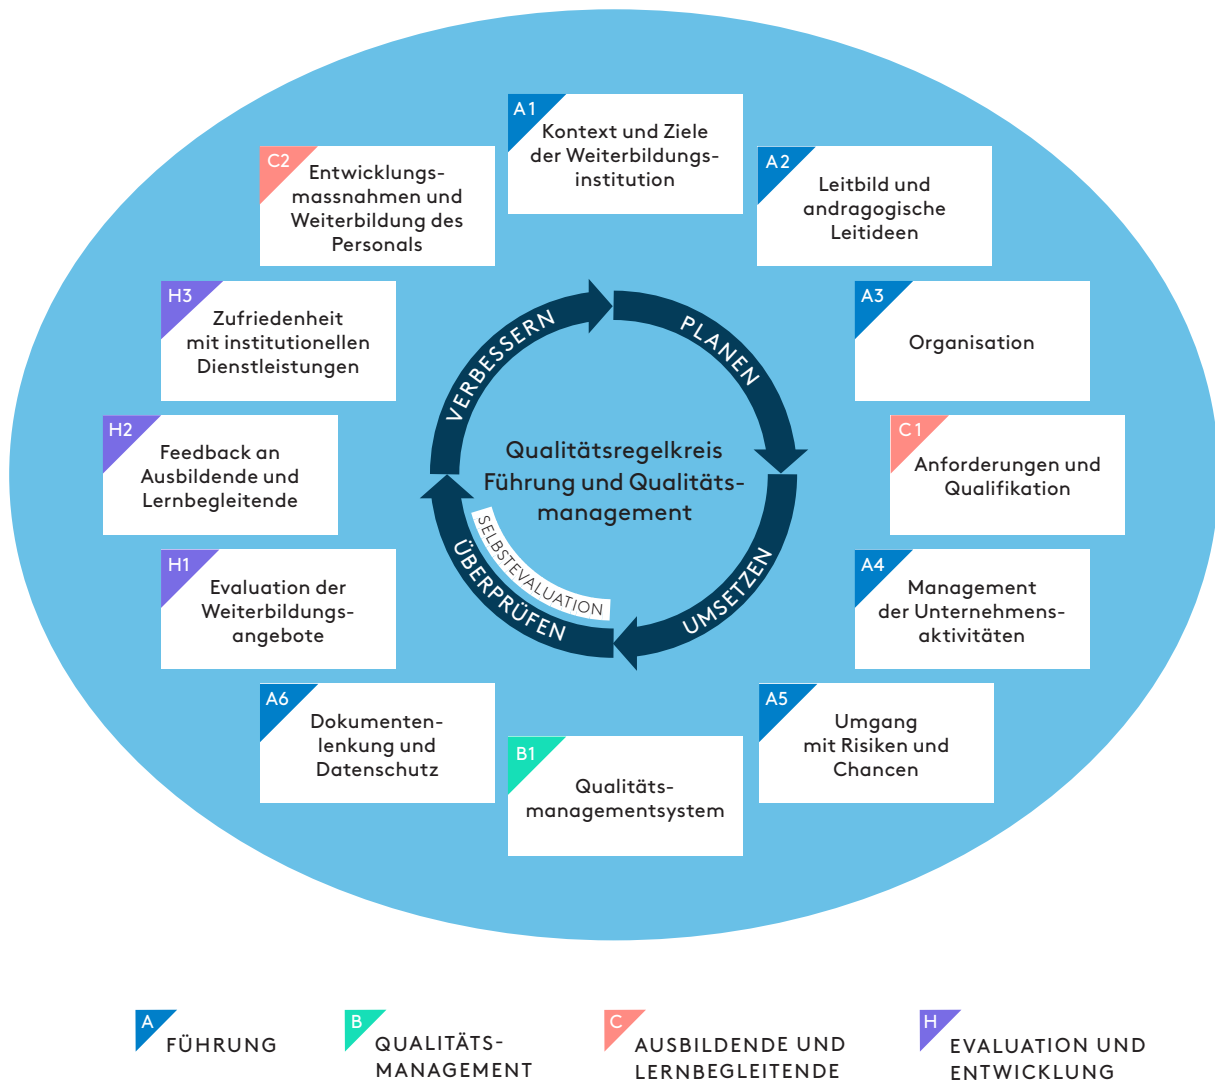 A1
Kontext und Ziele
der Weiterbildungs-
institution
A2
Leitbild und
andragogische
Leitideen
A3
Organisation
C1
Anforderungen und
Qualifikation
A4
Management
der Unternehmens-
aktivitäten
A5
Umgang
mit Risiken und
Chancen
B1
Qualitäts-
managementsystem
A6
Dokumenten-
lenkung und
Datenschutz
H1
Evaluation der
Weiterbildungs-
angebote
H2
Feedback an
Ausbildende und
Lernbegleitende
H3
Zufriedenheit
mit institutionellen
Dienstleistungen
C2
Entwicklungs-
massnahmen und
Weiterbildung des
Personals
PLANEN
UMSETZEN
ÜBERPRÜFEN
SELBSTEVALUATION
VERBESSERN
Qualitätsregelkreis
Führung und Qualitäts-
management
A
FÜHRUNG
B
QUALITÄTS-
MANAGEMENT
C
AUSBILDENDE UND
LERNBEGLEITENDE
H
EVALUATION UND
ENTWICKLUNG